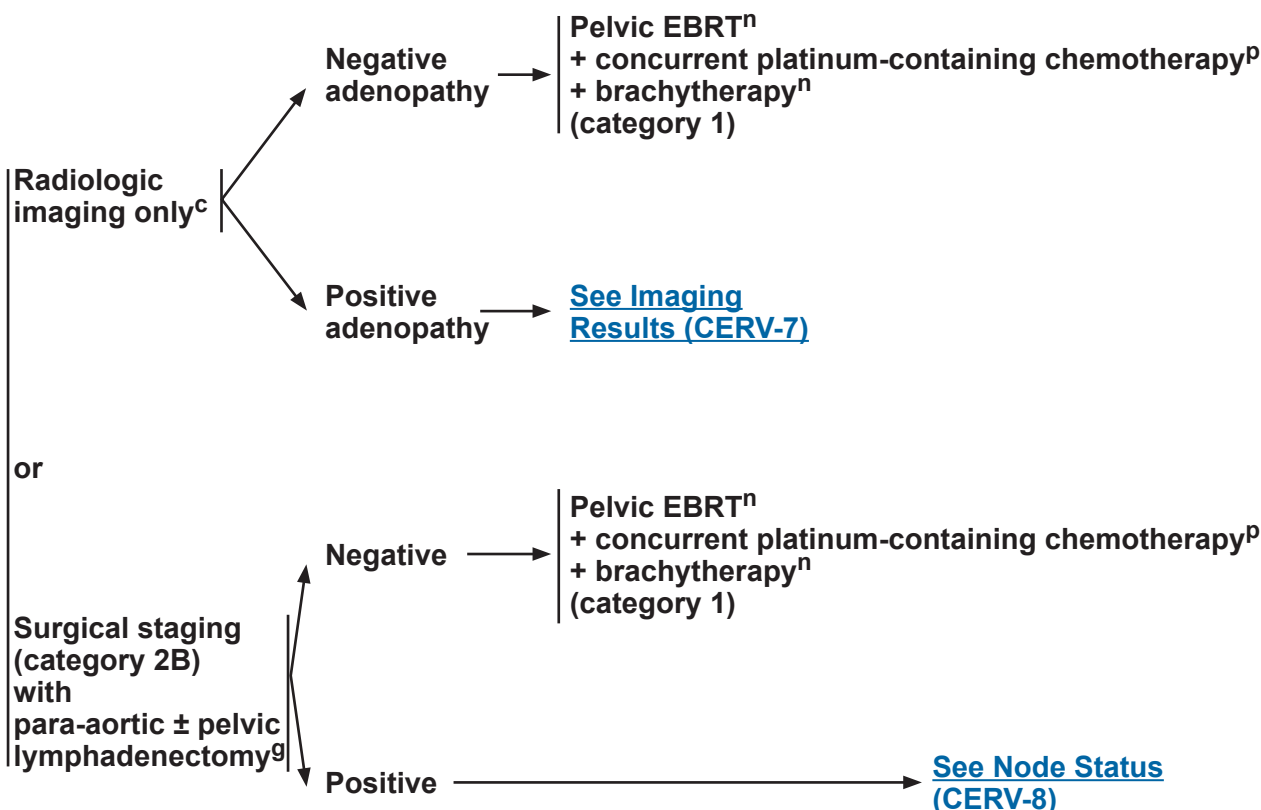 Radiologic
imaging onlyᶜ
Negative
adenopathy
Pelvic EBRTⁿ
+ concurrent platinum-containing chemotherapyᵖ
+ brachytherapyⁿ
(category 1)
Positive
adenopathy
See Imaging
Results (CERV-7)
or
Surgical staging
(category 2B)
with
para-aortic ± pelvic
lymphadenectomyᵍ
Negative
Pelvic EBRTⁿ
+ concurrent platinum-containing chemotherapyᵖ
+ brachytherapyⁿ
(category 1)
Positive
See Node Status
(CERV-8)